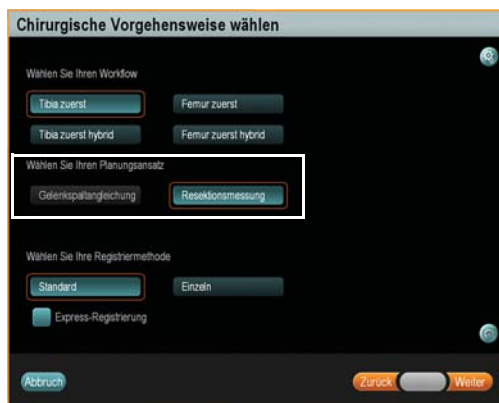 Chirurgische Vorgehensweise wählen
Wählen Sie Ihren Workflow
Tibia zuerst Femur zuerst
Tibia zuerst hybrid Femur zuerst hybrid
Wählen Sie Ihren Planungsansatz
Gelenkspaltangleichung Resektionsmessung
Wählen Sie Ihre Registriermethode
Standard Einzeln
Express-Registrierung
Abbruch Zurück Weiter